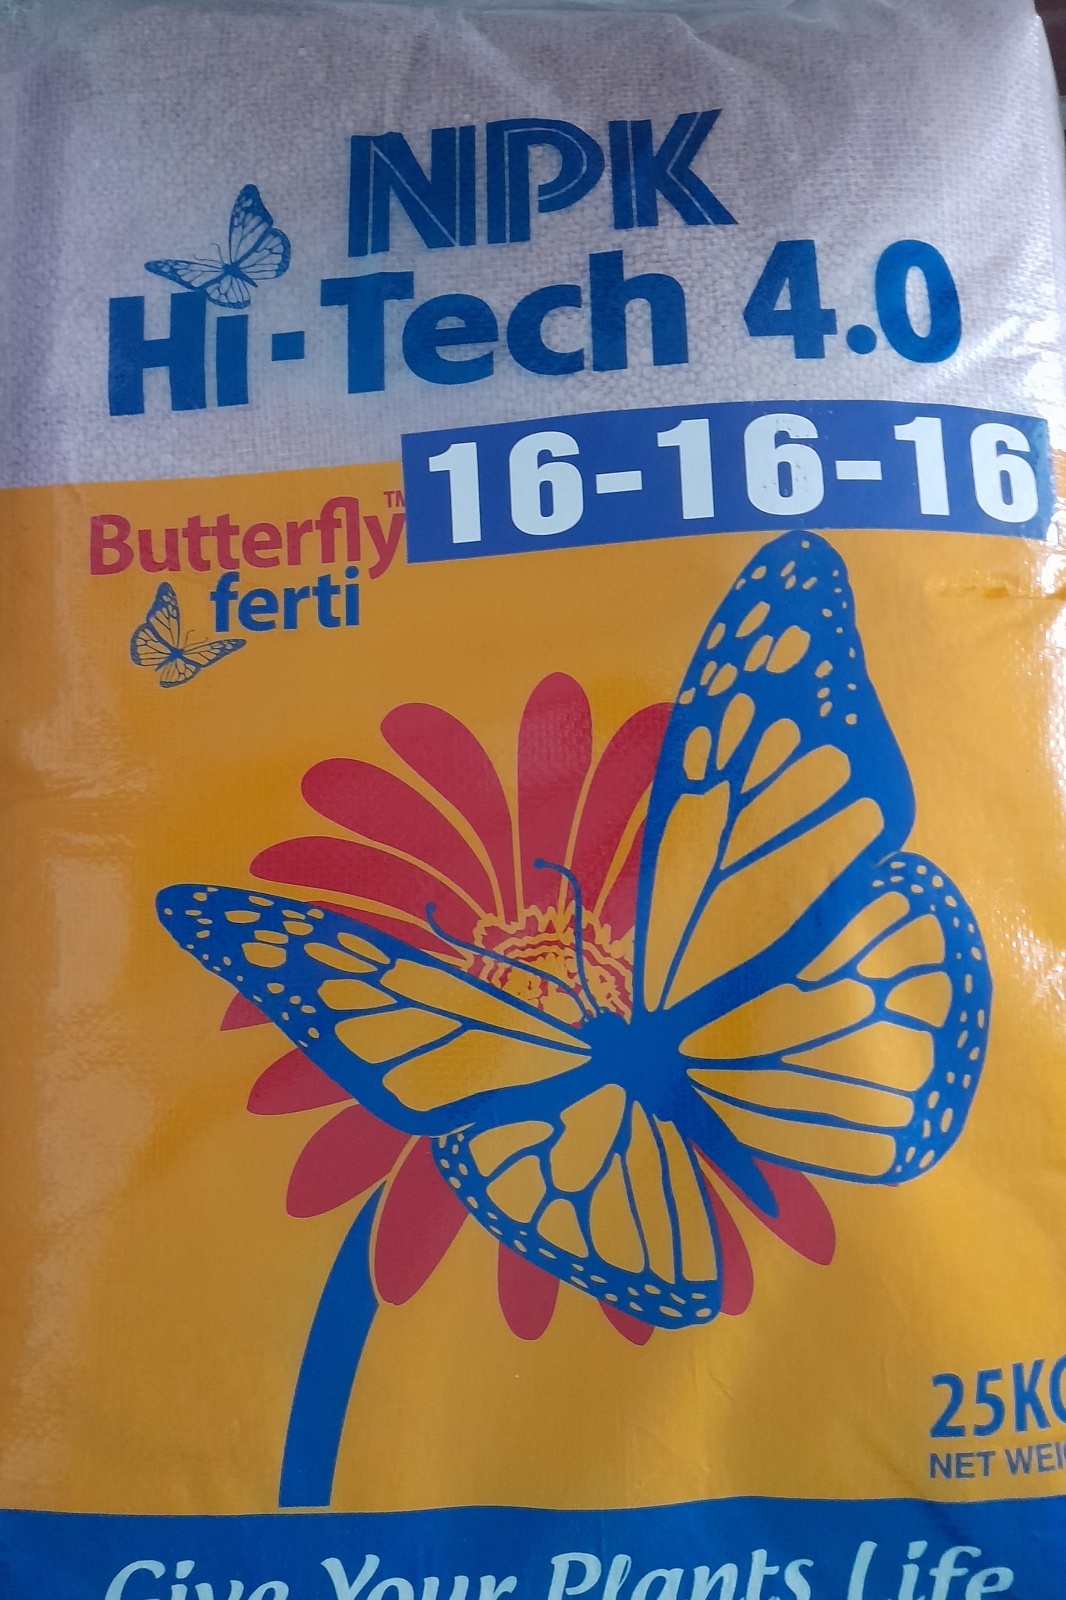 NPK
Hi-Tech 4.0
16-16-16
Butterfly™
ferti
25KG
NET WEI
Give Your Plants Life